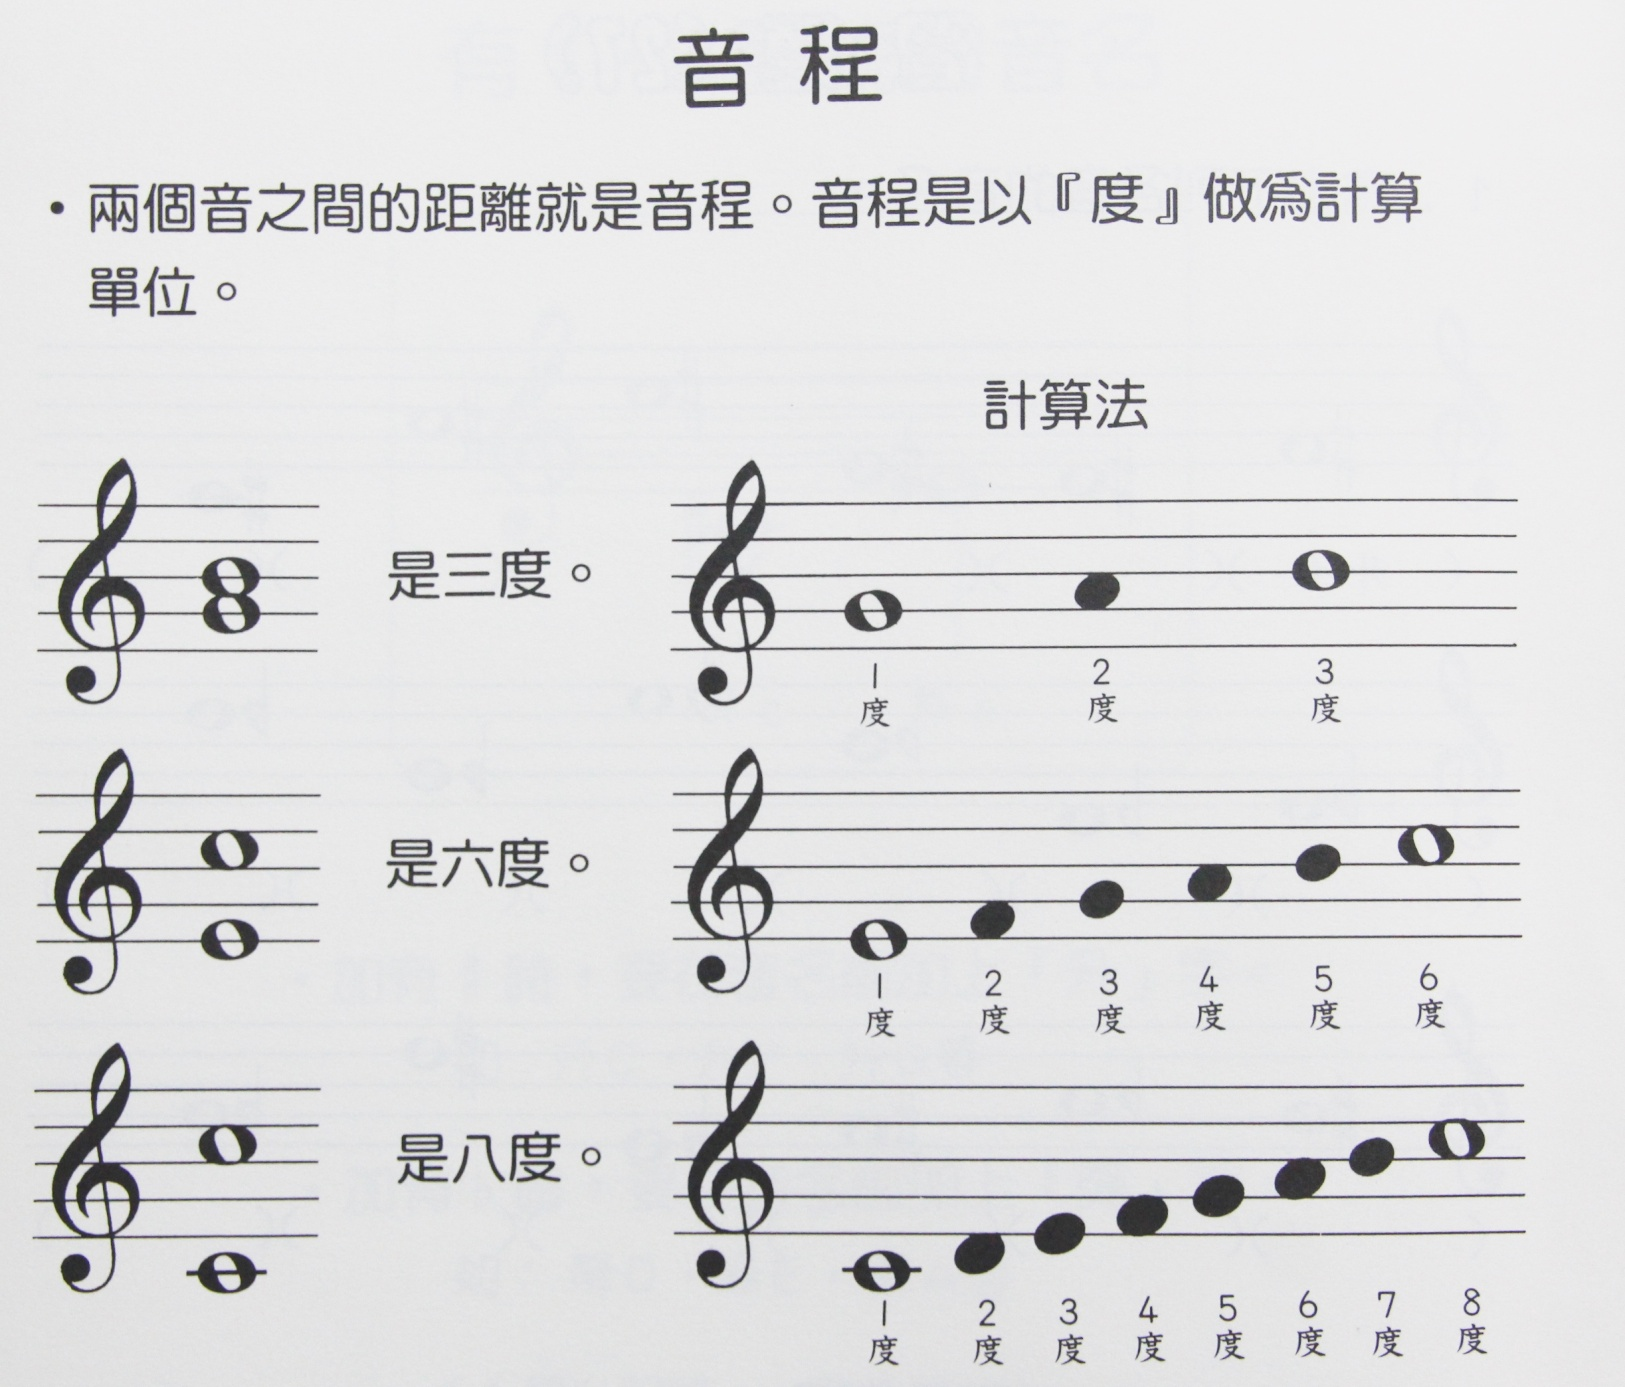 音程
・兩個音之間的距離就是音程。音程是以『度』做爲計算
單位。
計算法
是三度。
1度 2度 3度
是六度。
1度 2度 3度 4度 5度 6度
是八度。
1度 2度 3度 4度 5度 6度 7度 8度